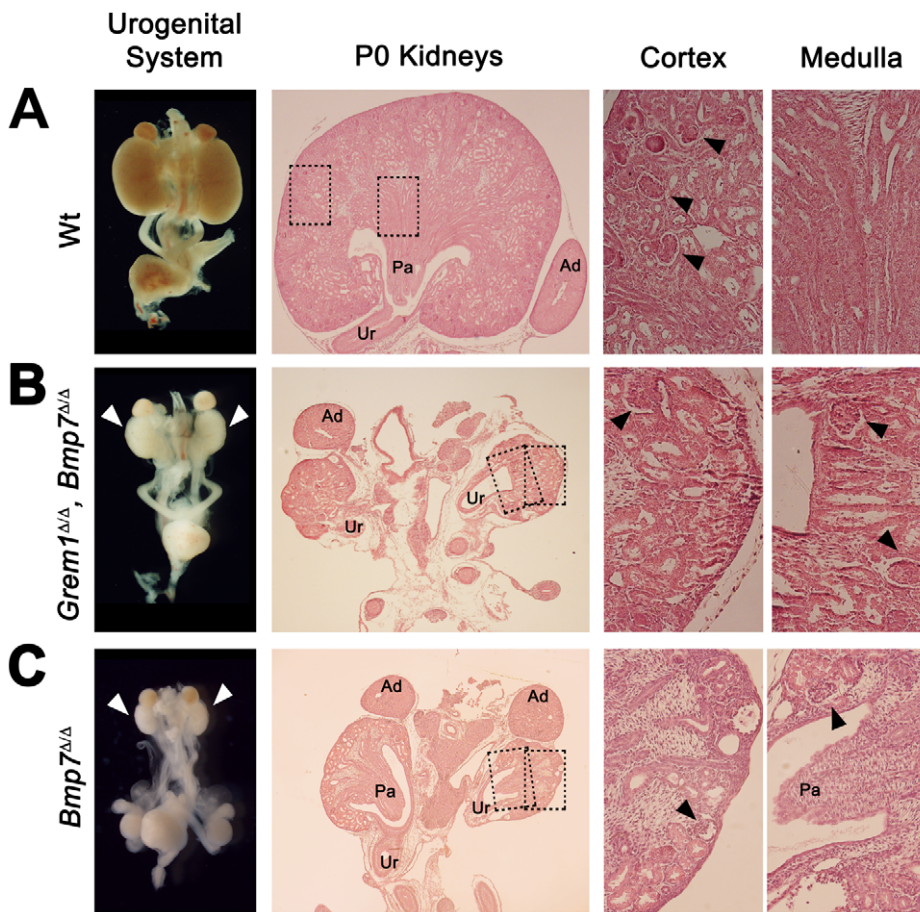 Urogenital
System
P0 Kidneys
Cortex
Medulla
A
Wt
Pa
Ad
Ur
B
Grem1Δ/Δ, Bmp7Δ/Δ
Ad
Ur
Ur
C
Bmp7Δ/Δ
Ad
Ad
Pa
Ur
Ur
Pa